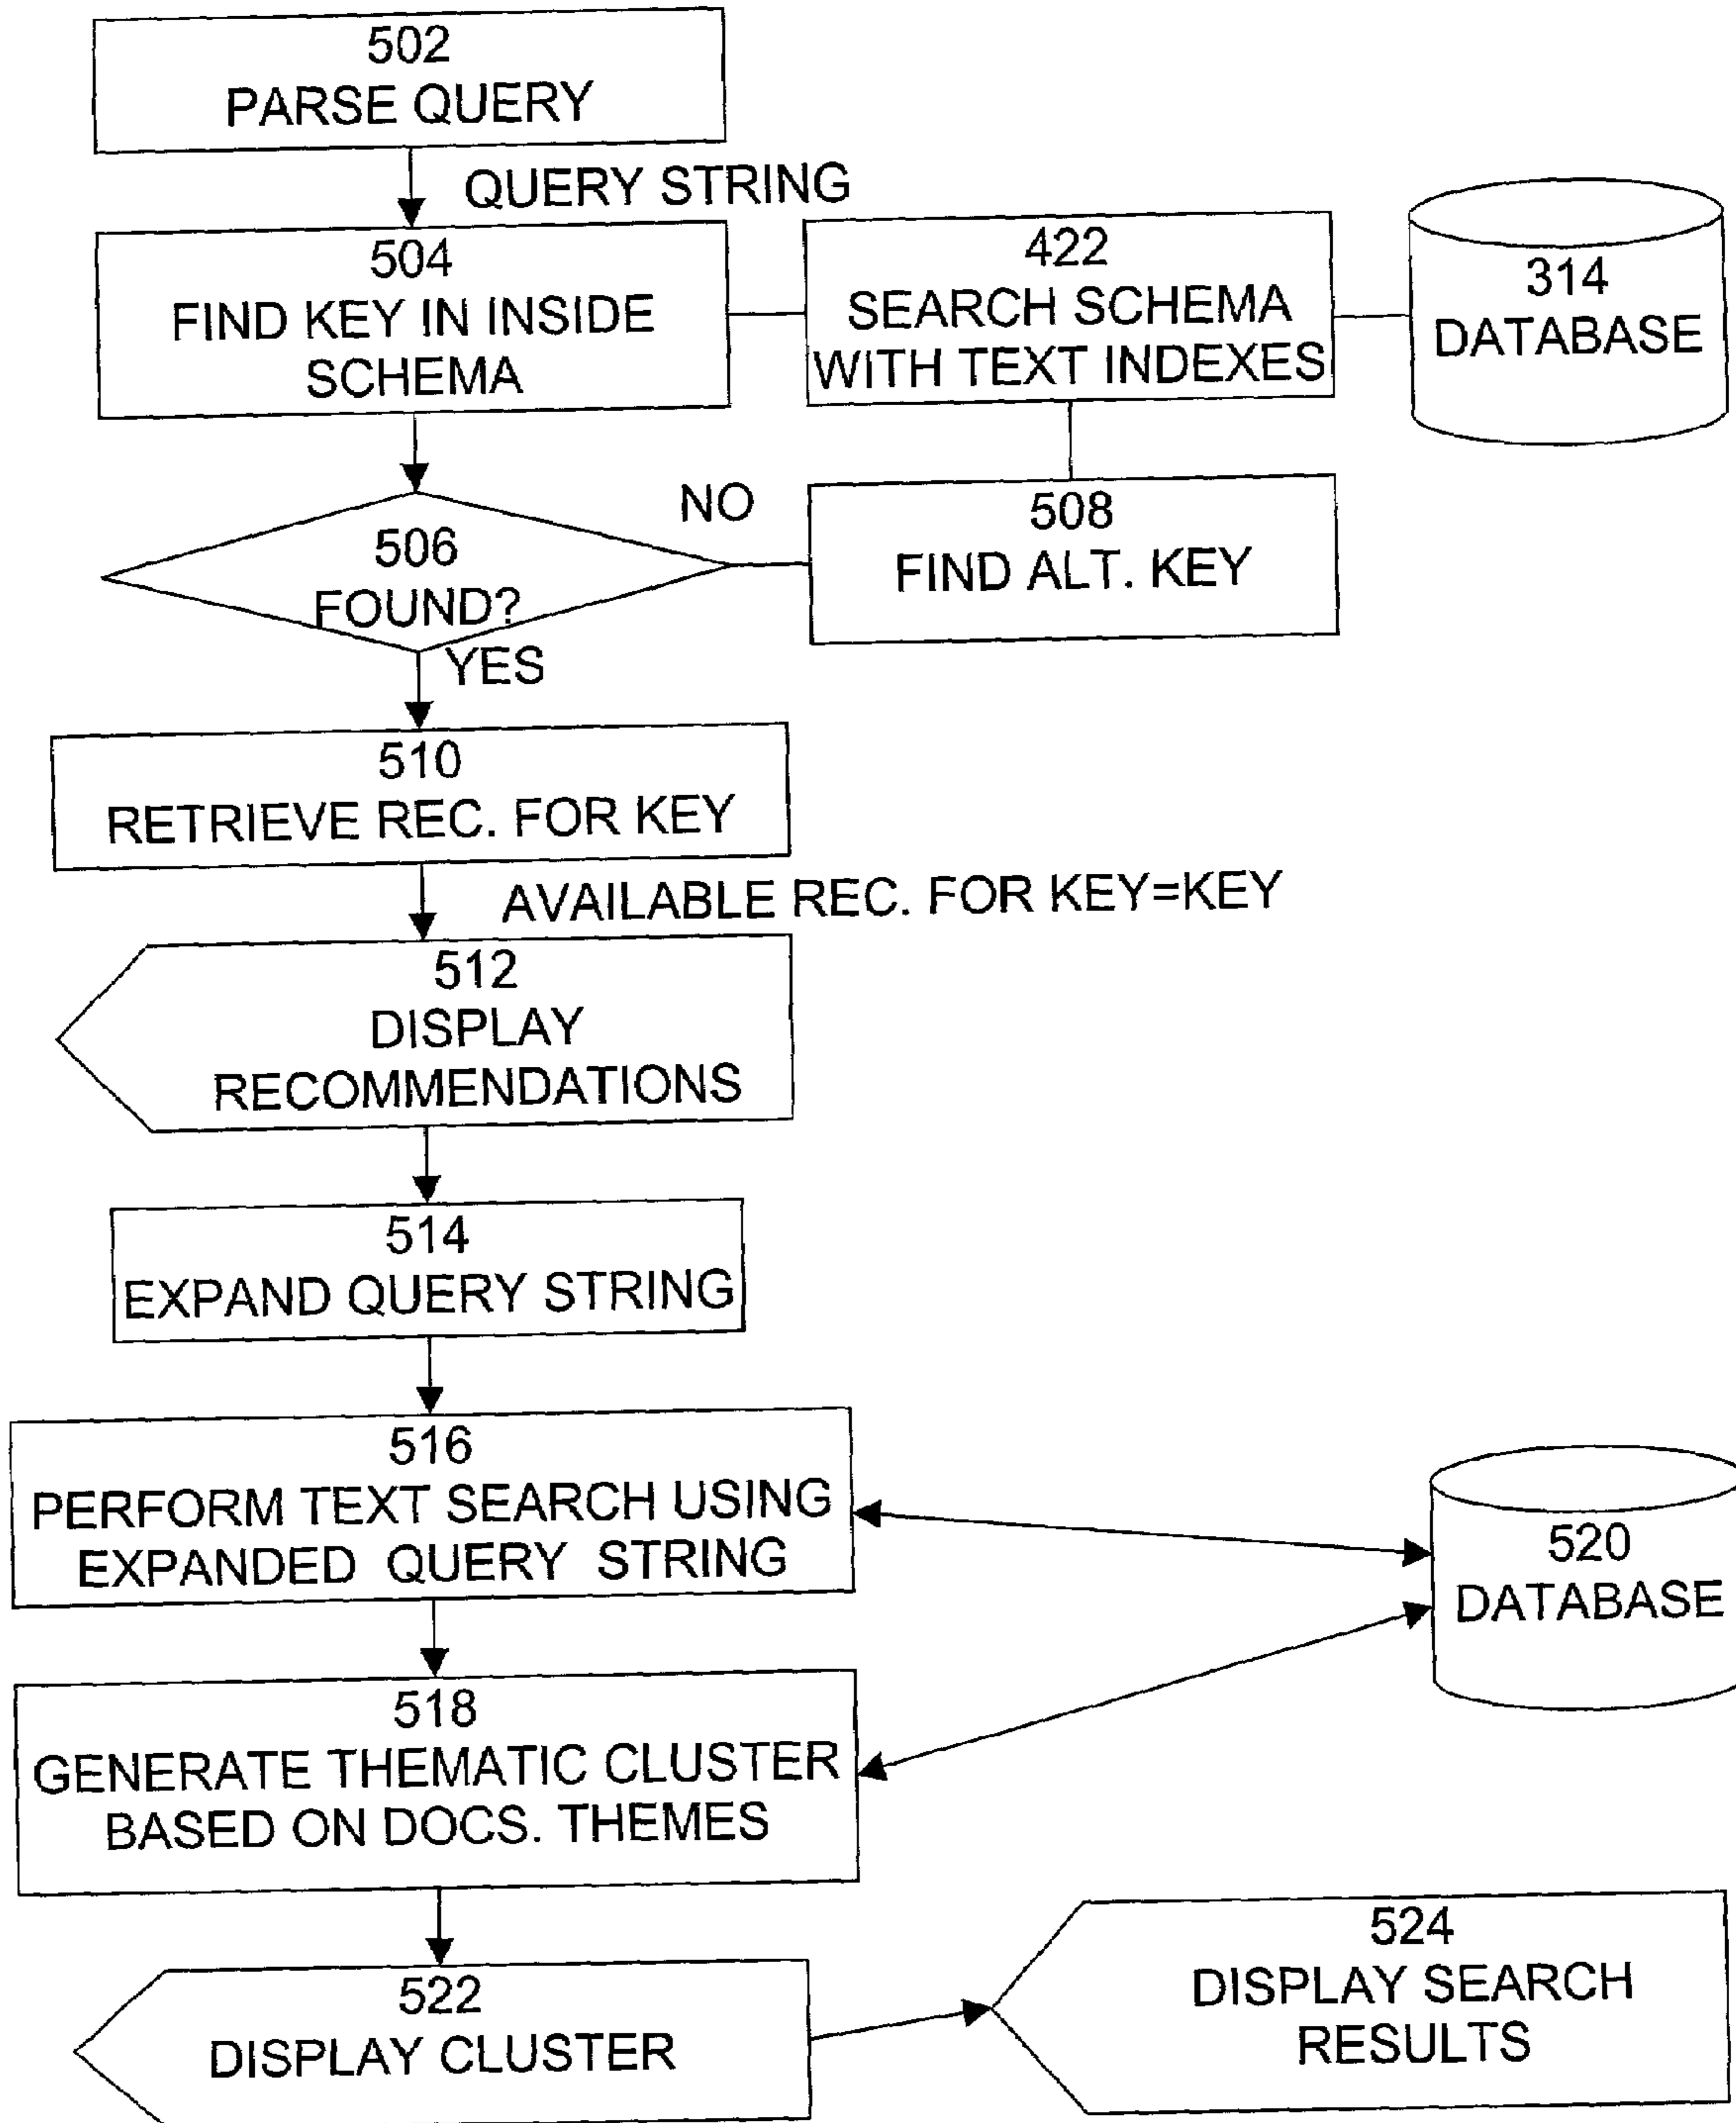 502
PARSE QUERY
QUERY STRING
504
FIND KEY IN INSIDE
SCHEMA
422
SEARCH SCHEMA
WITH TEXT INDEXES
314
DATABASE
506
FOUND?
NO
508
FIND ALT. KEY
YES
510
RETRIEVE REC. FOR KEY
AVAILABLE REC. FOR KEY=KEY
512
DISPLAY
RECOMMENDATIONS
514
EXPAND QUERY STRING
516
PERFORM TEXT SEARCH USING
EXPANDED QUERY STRING
520
DATABASE
518
GENERATE THEMATIC CLUSTER
BASED ON DOCS. THEMES
522
DISPLAY CLUSTER
524
DISPLAY SEARCH
RESULTS